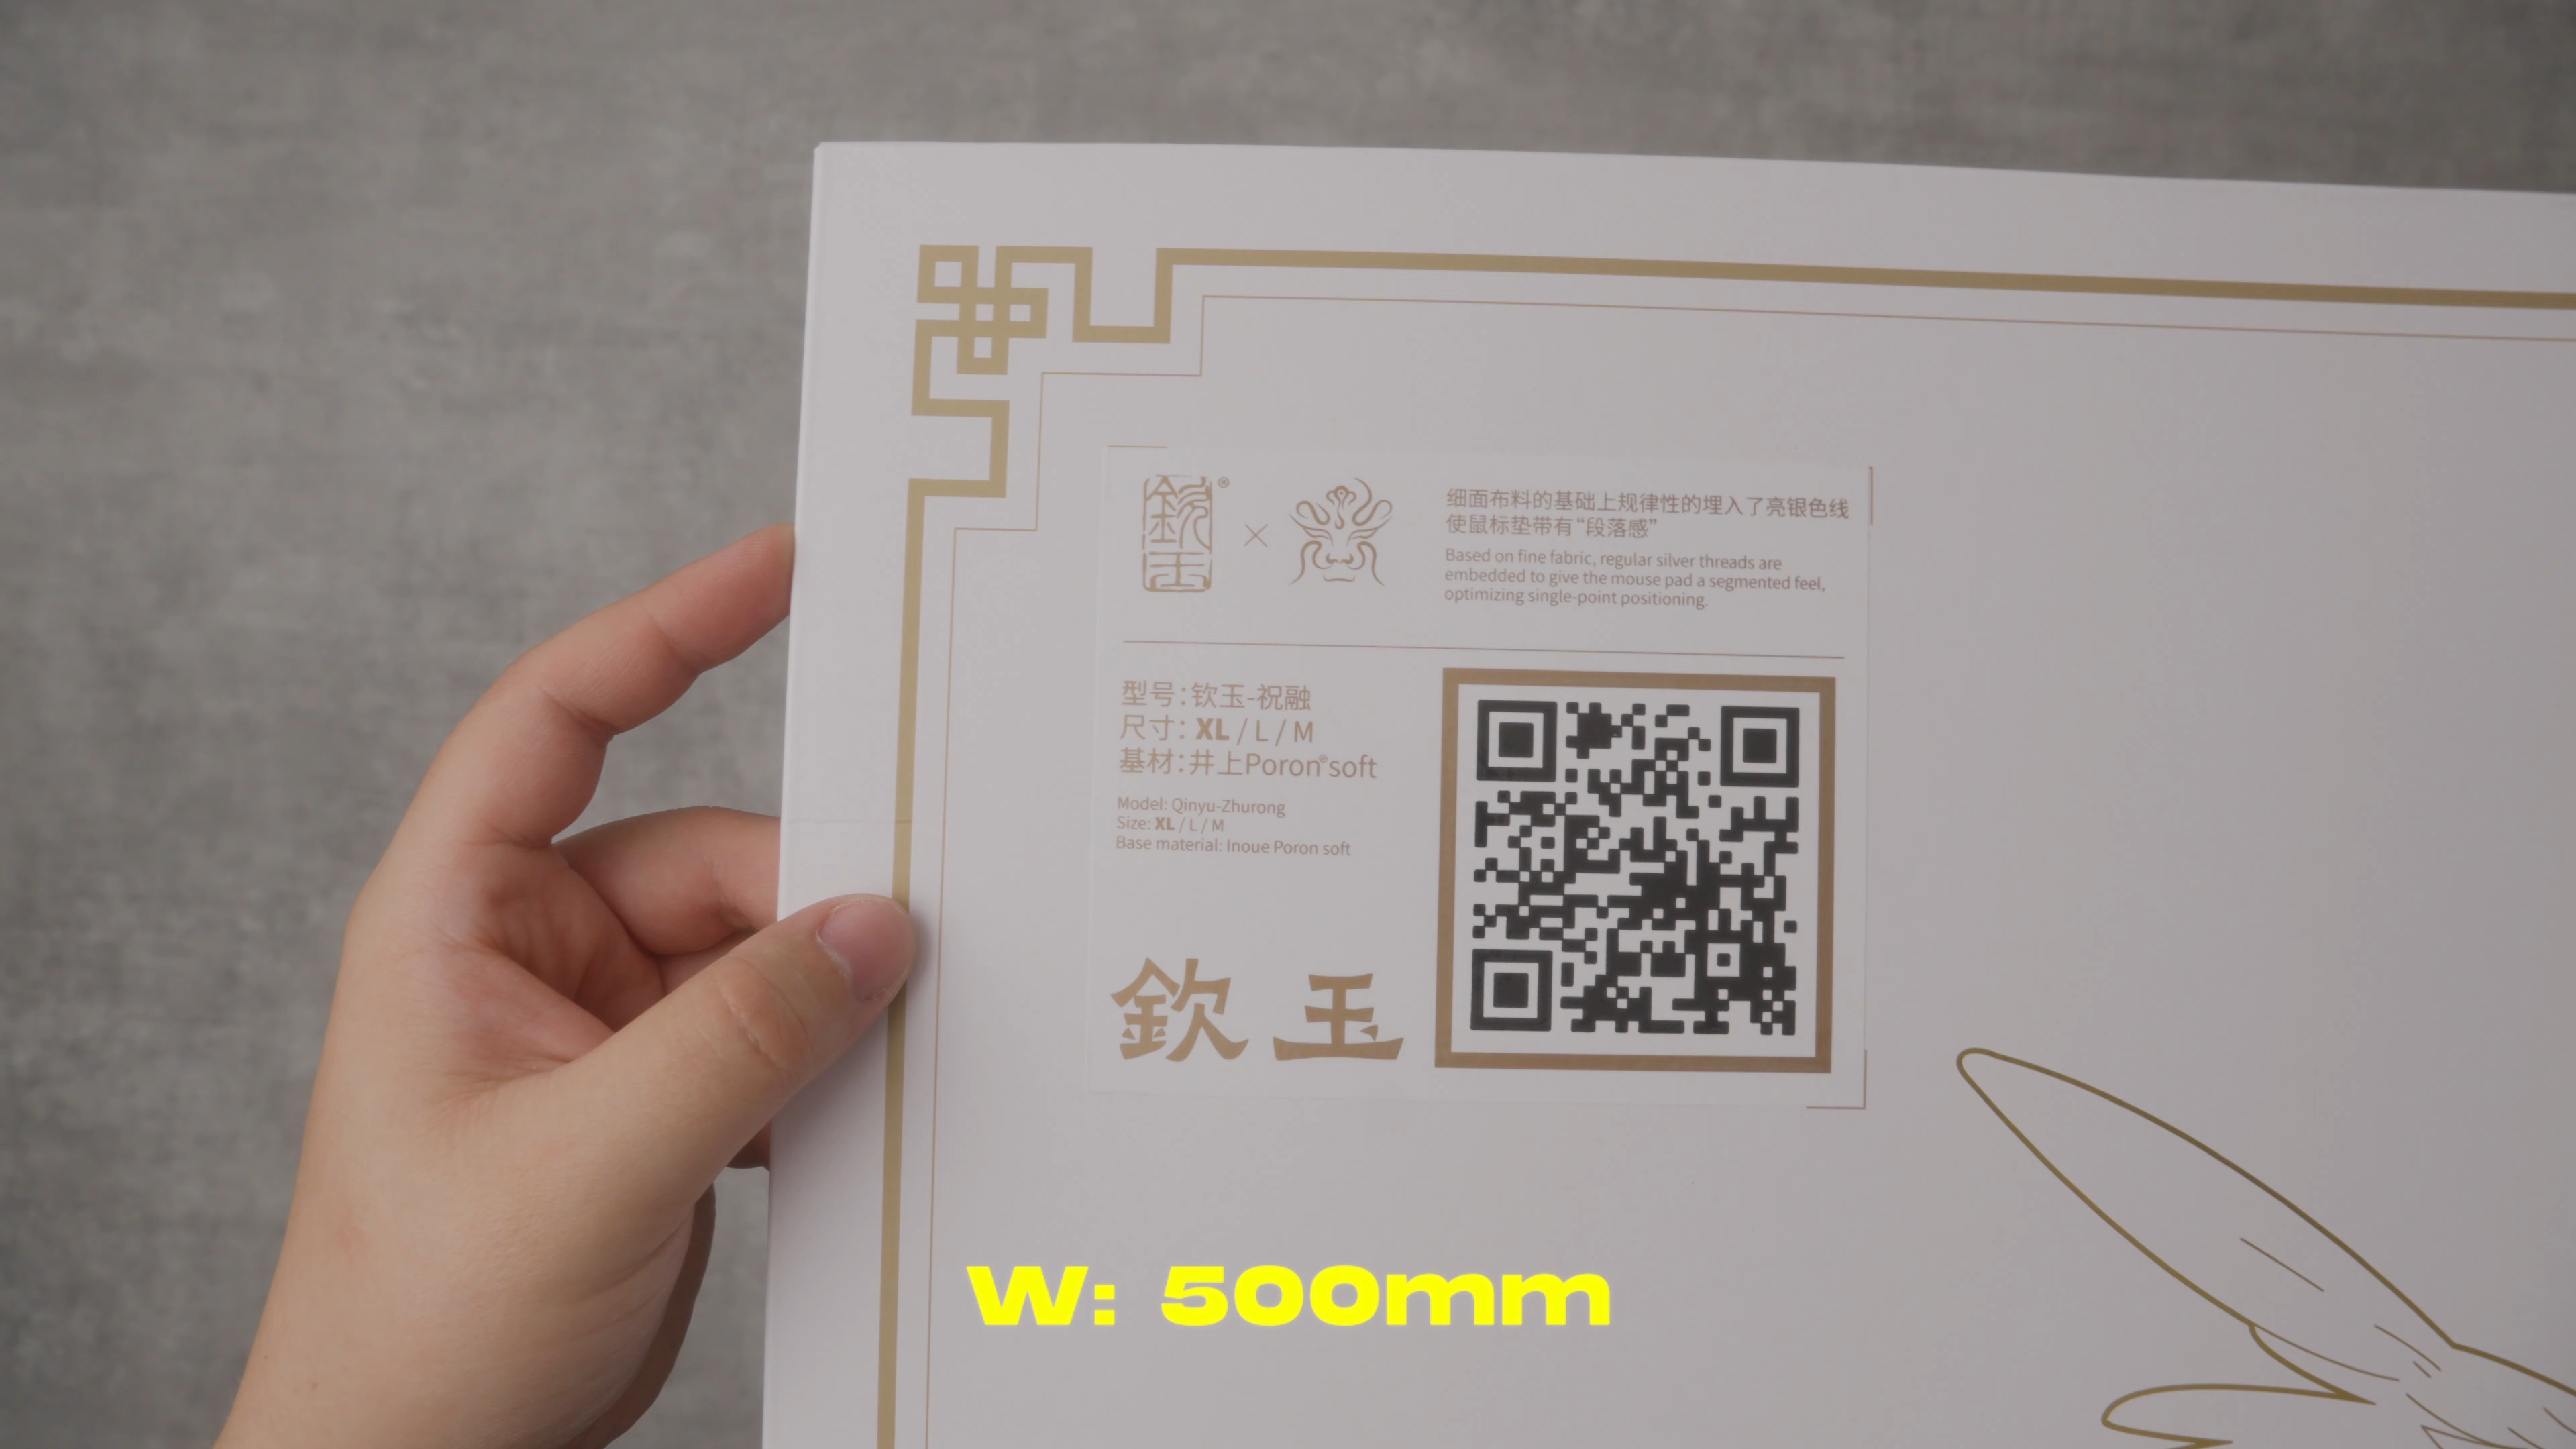 欽玉®
×
细面布料的基础上规律性的埋入了亮银色线
使鼠标垫带有“段落感”
Based on fine fabric, regular silver threads are
embedded to give the mouse pad a segmented feel,
optimizing single-point positioning.
型号：钦玉-祝融
尺寸：XL / L / M
基材：井上Poron®soft
Model: Qinyu-Zhurong
Size: XL / L / M
Base material: Inoue Poron soft
欽玉
W: 500mm